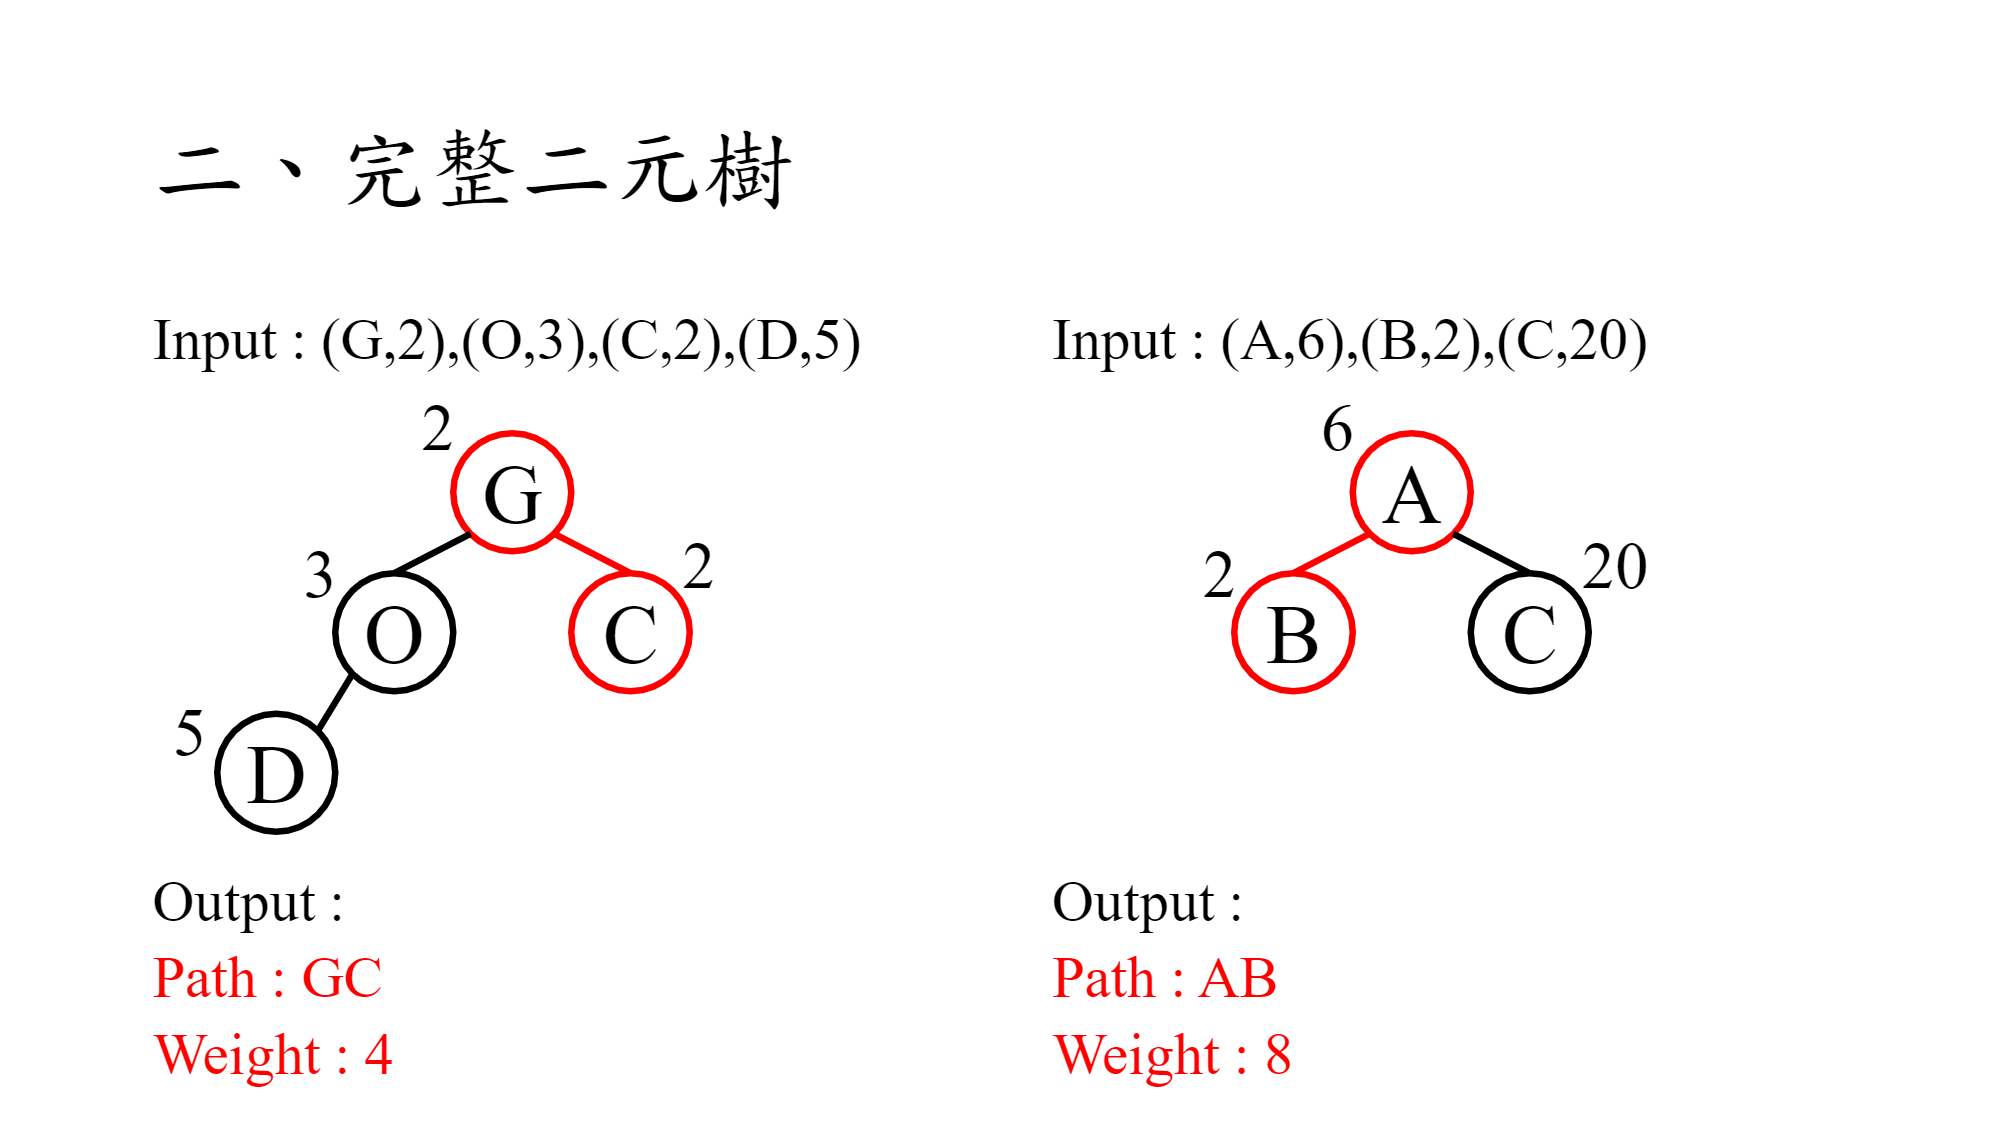 二、完整二元樹
Input : (G,2),(O,3),(C,2),(D,5)
2
G
3
O
2
C
5
D
Output :
Path : GC
Weight : 4
Input : (A,6),(B,2),(C,20)
6
A
2
B
20
C
Output :
Path : AB
Weight : 8